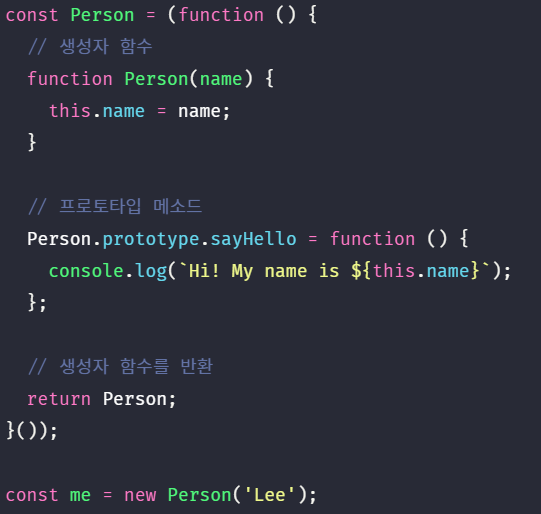 const Person = (function () {
  // 생성자 함수
  function Person(name) {
    this.name = name;
  }

  // 프로토타입 메소드
  Person.prototype.sayHello = function () {
    console.log(`Hi! My name is ${this.name}`);
  };

  // 생성자 함수를 반환
  return Person;
}());

const me = new Person('Lee');